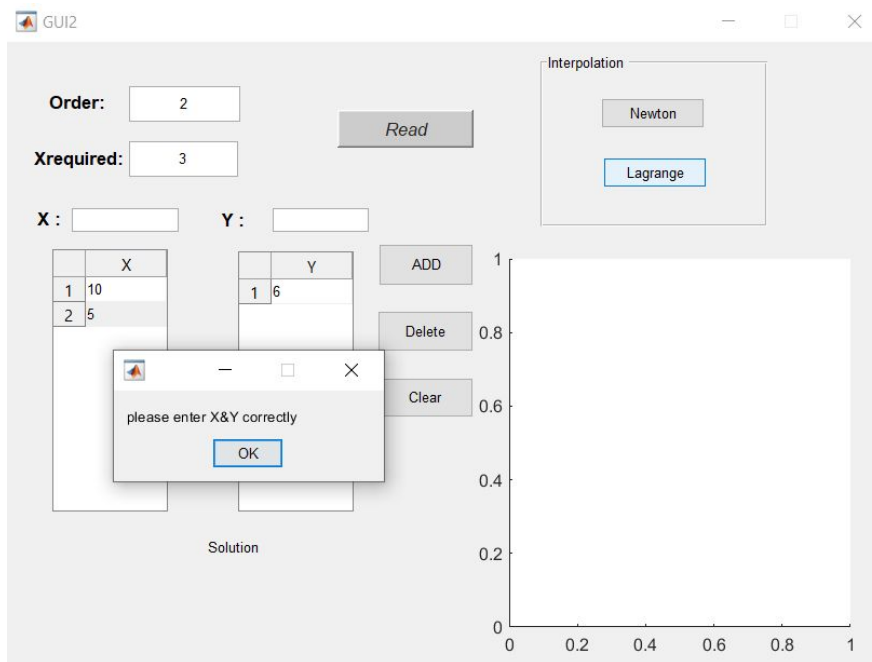 GUI2
Order: 2
Xrequired: 3
Read
Interpolation
Newton
Lagrange
X :
Y :
X
1 10
2 5
Y
1 6
ADD
Delete
Clear
please enter X&Y correctly
OK
Solution
1
0.8
0.6
0.4
0.2
0
0 0.2 0.4 0.6 0.8 1